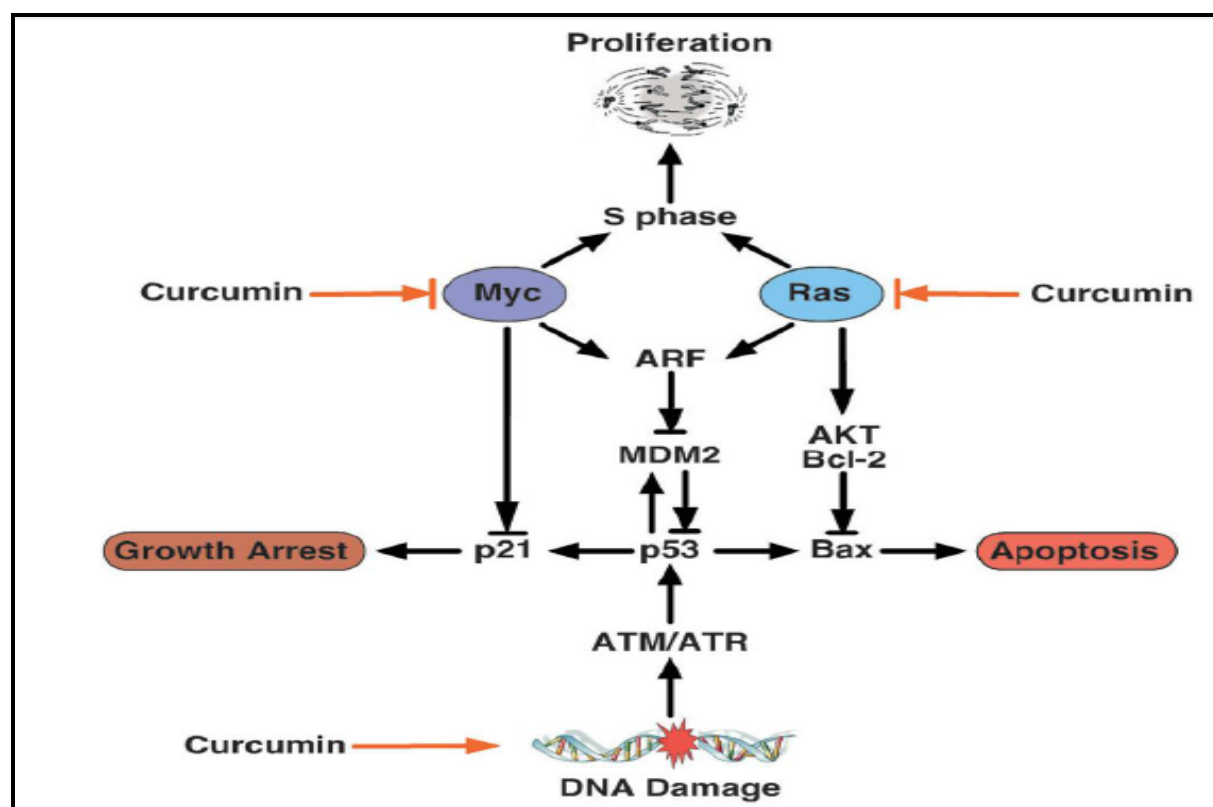 Proliferation
S phase
Curcumin
Myc
Ras
Curcumin
ARF
MDM2
AKT
Bcl-2
Growth Arrest
p21
p53
Bax
Apoptosis
ATM/ATR
Curcumin
DNA Damage